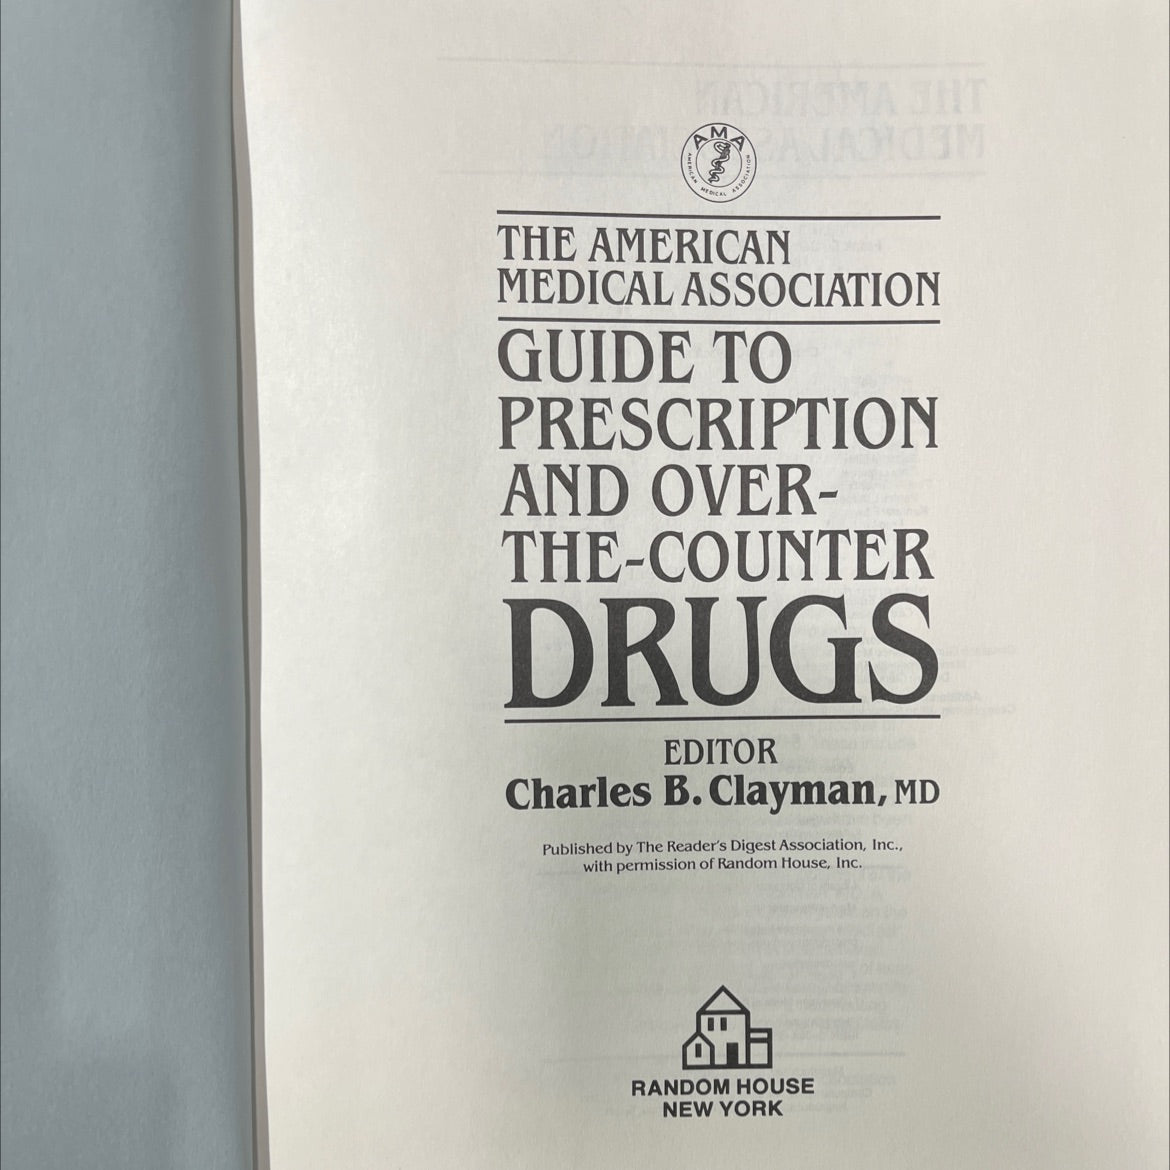 AMA
AMERICAN MEDICAL ASSOCIATION
THE AMERICAN
MEDICAL ASSOCIATION
GUIDE TO
PRESCRIPTION
AND OVER-
THE-COUNTER
DRUGS
EDITOR
Charles B. Clayman, MD
Published by The Reader's Digest Association, Inc.,
with permission of Random House, Inc.
RANDOM HOUSE
NEW YORK